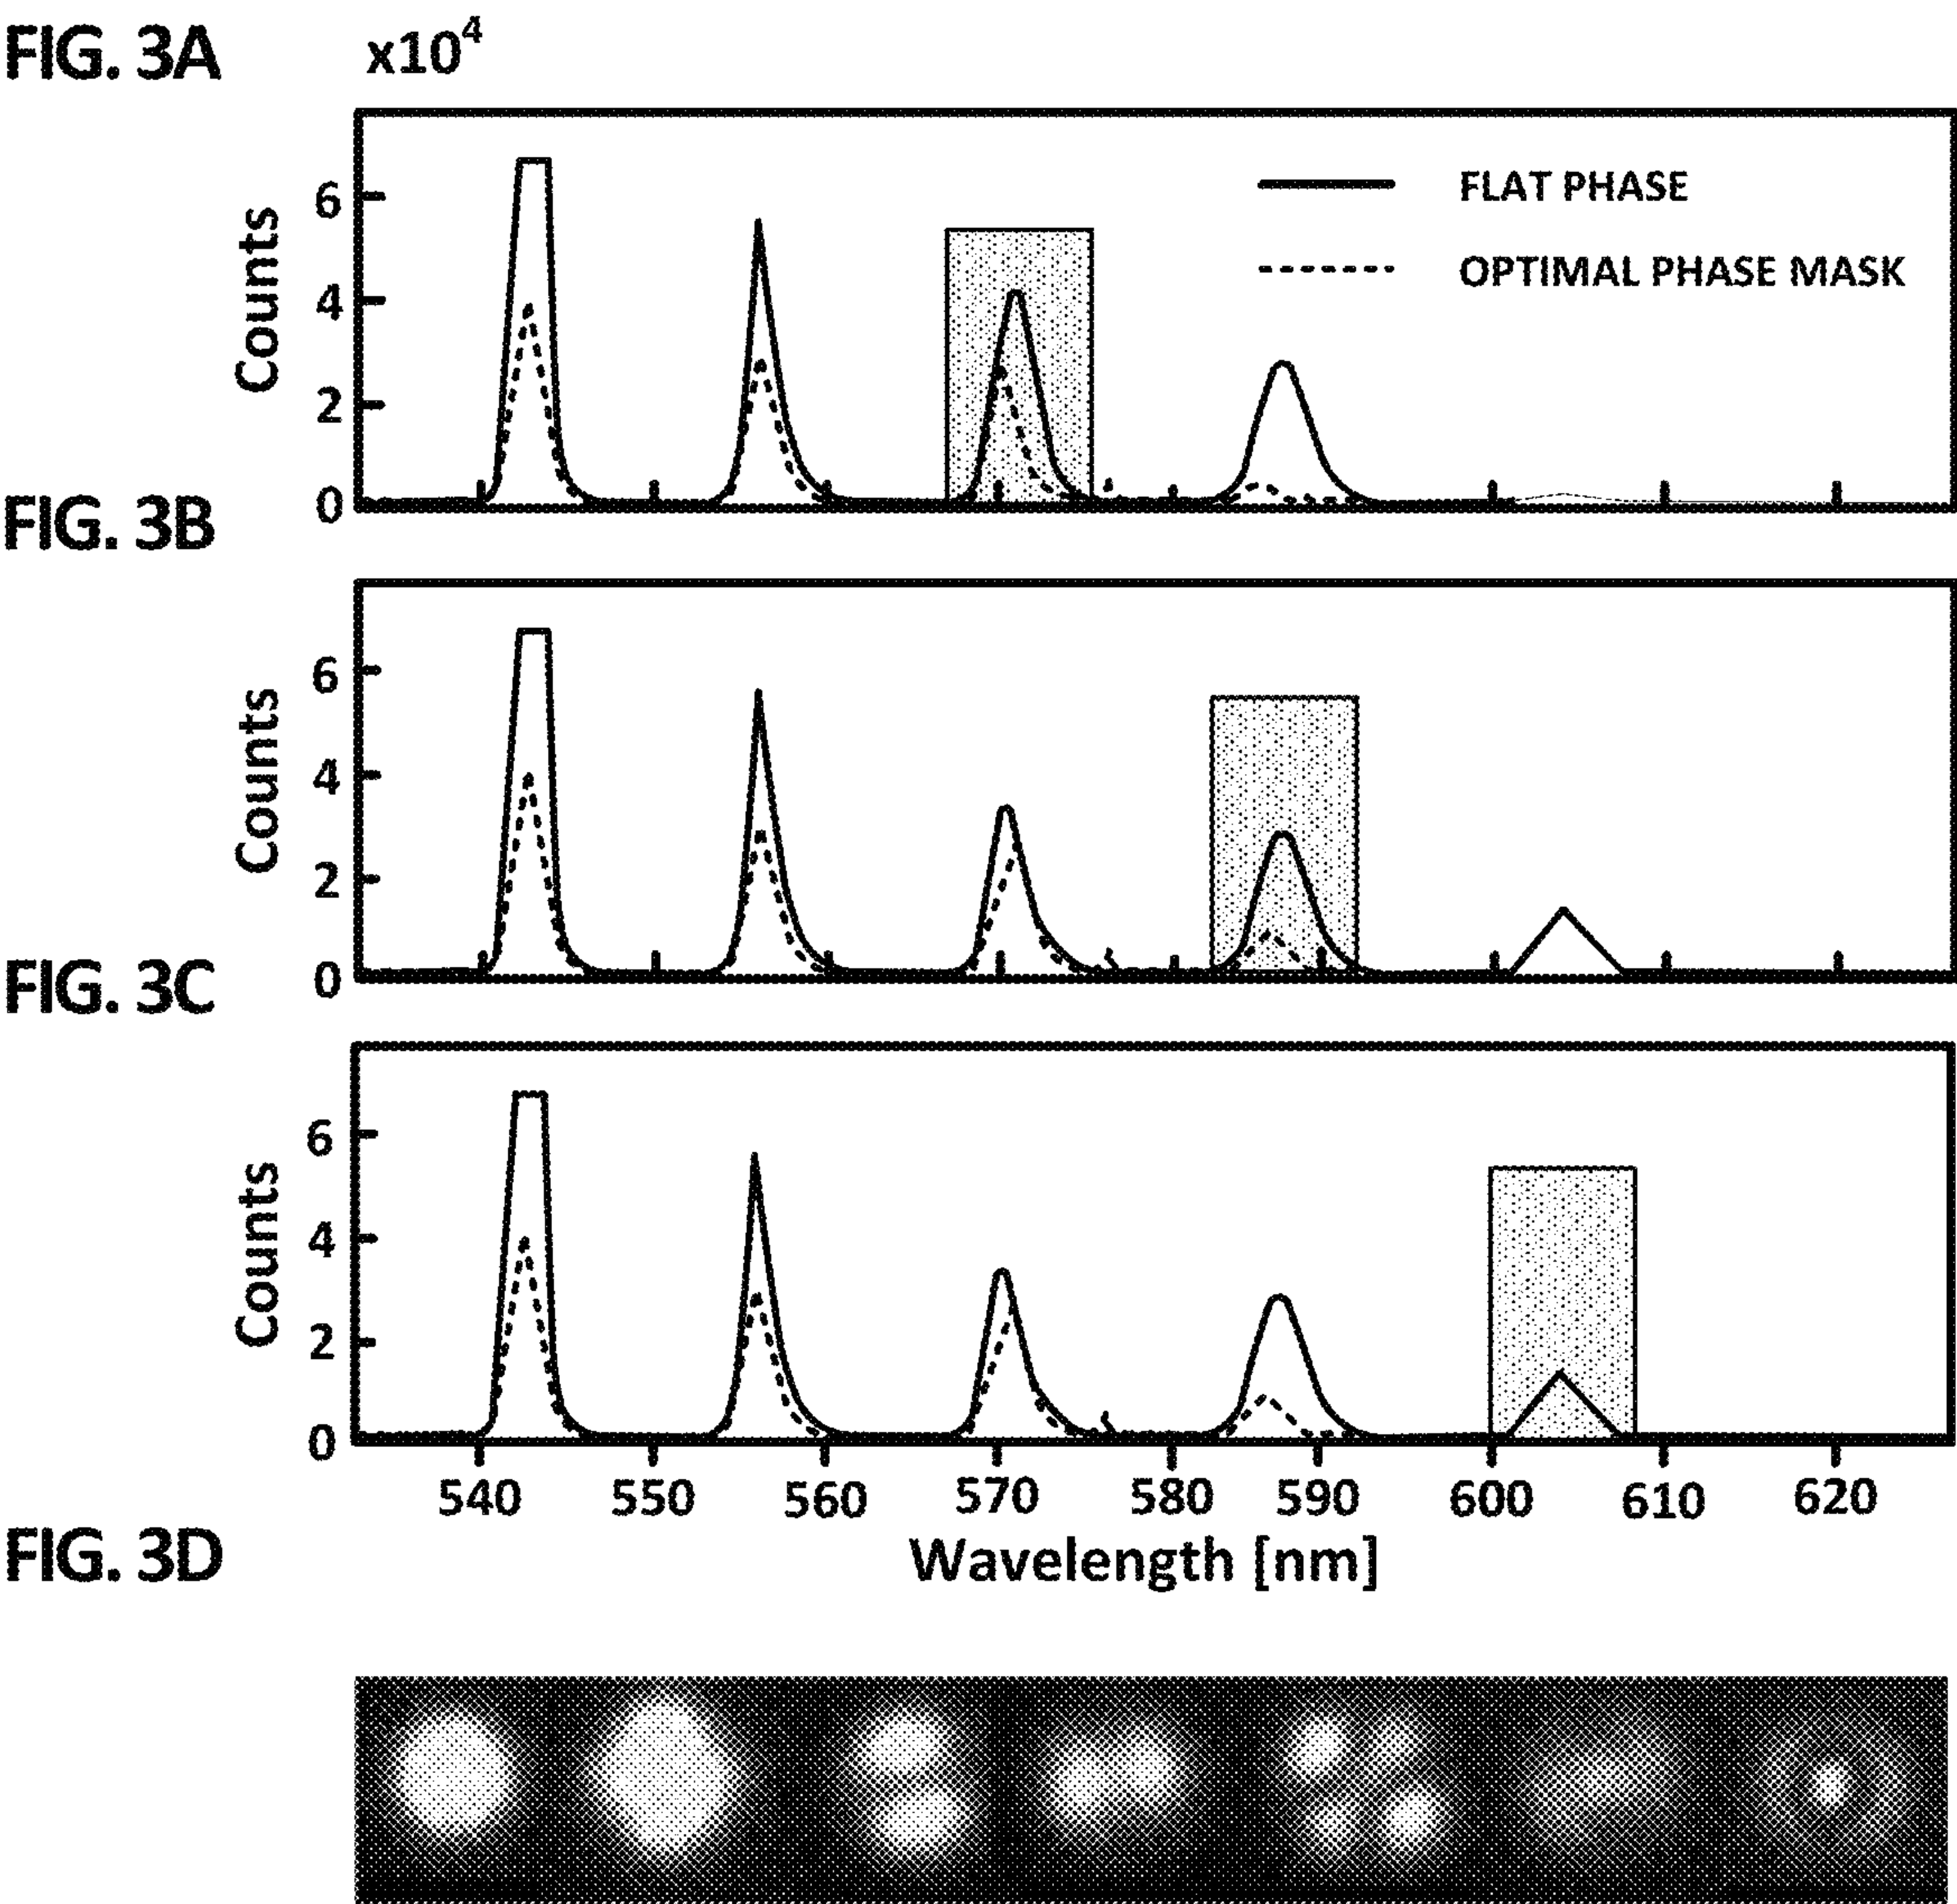 FIG. 3A
x10⁴
Counts
6
4
2
0
FLAT PHASE
OPTIMAL PHASE MASK
FIG. 3B
Counts
6
4
2
0
FIG. 3C
Counts
6
4
2
0
540 550 560 570 580 590 600 610 620
Wavelength [nm]
FIG. 3D